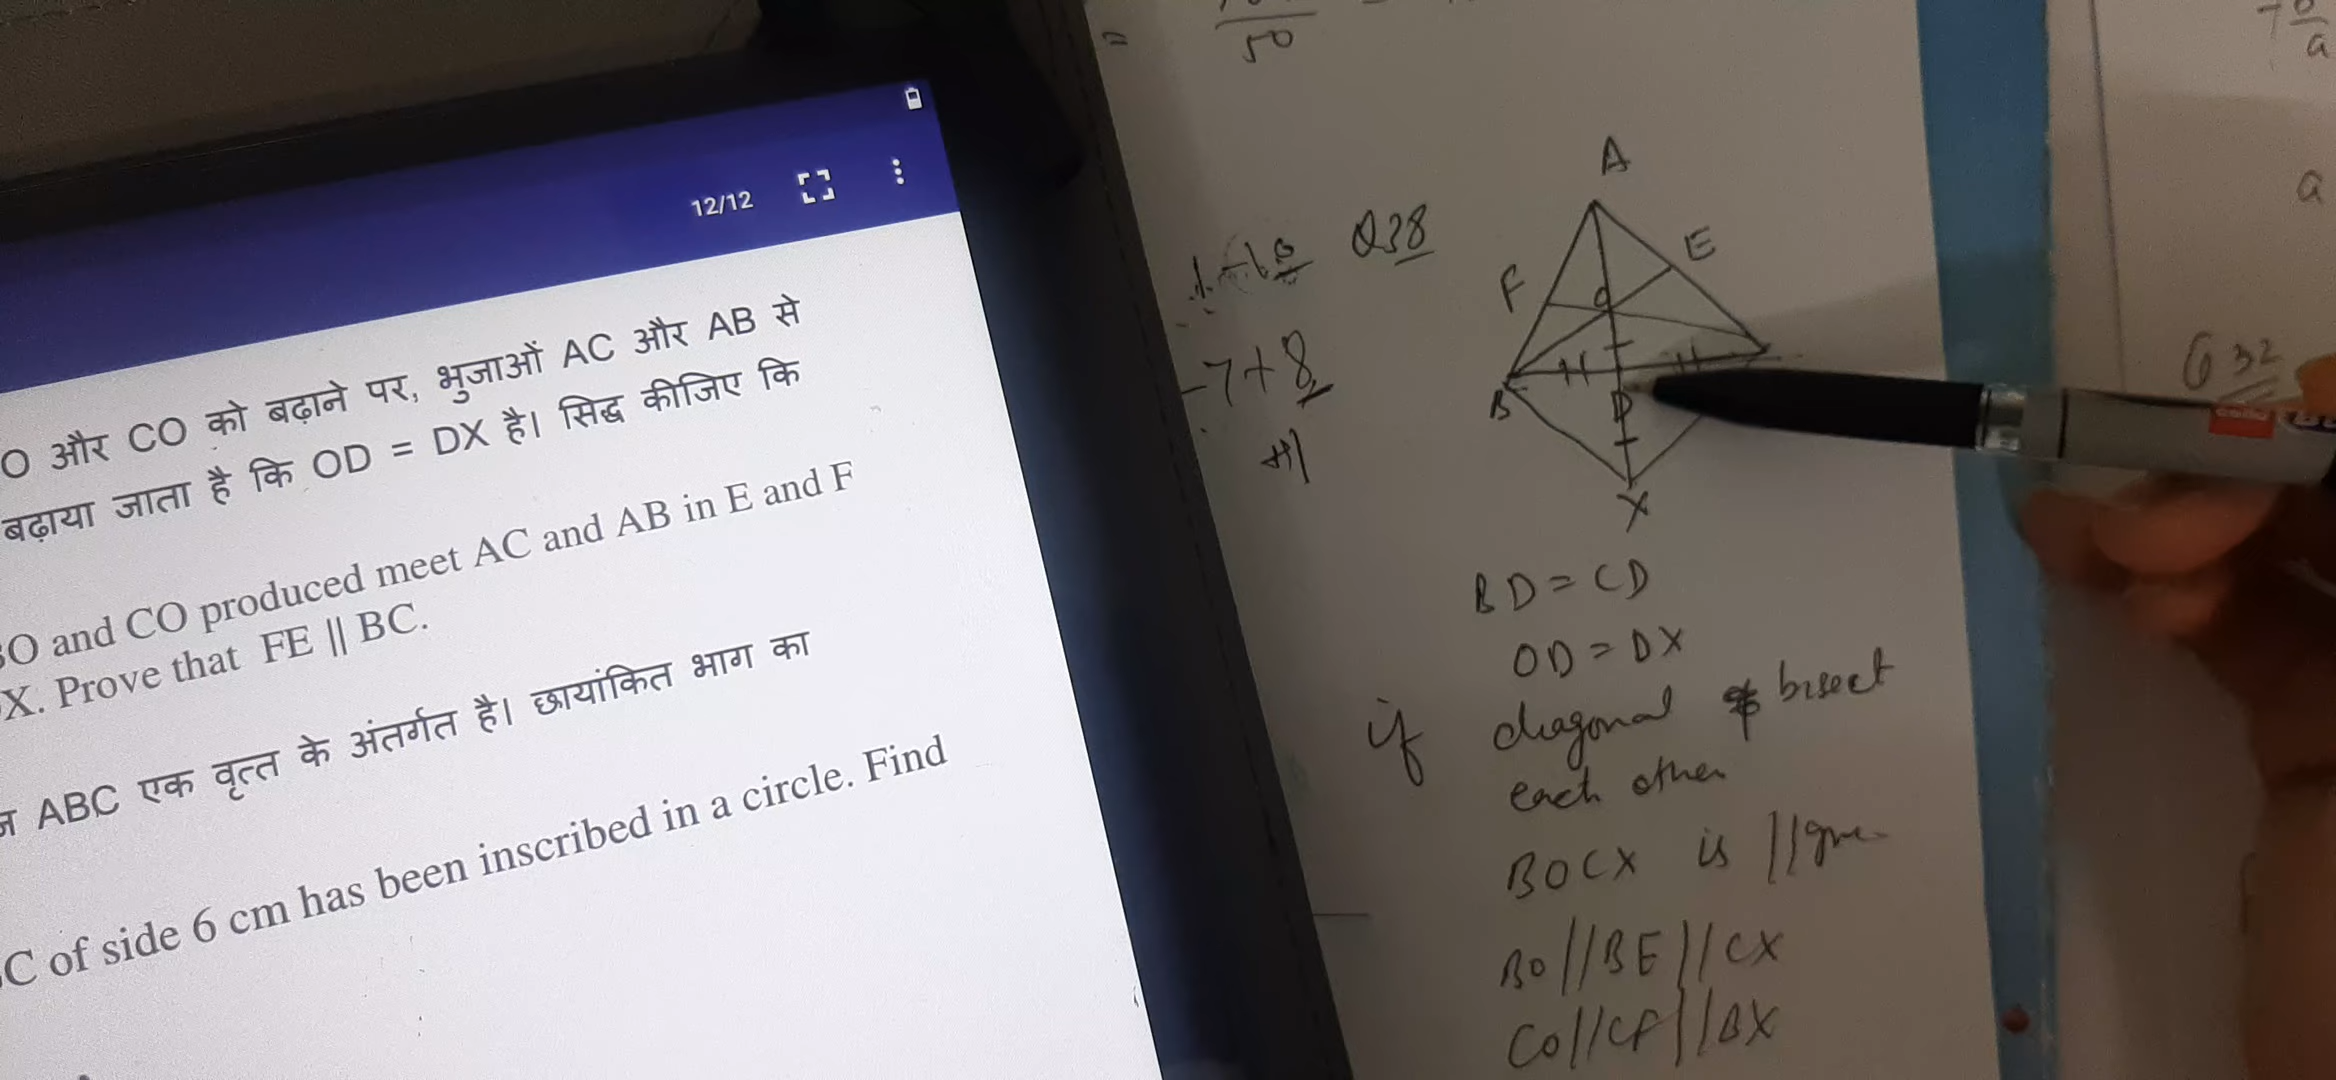 12/12
O और CO को बढ़ाने पर, भुजाओं AC और AB से
बढ़ाया जाता है कि OD = DX है। सिद्ध कीजिए कि
O and CO produced meet AC and AB in E and F
X. Prove that FE || BC.
ABC एक वृत्त के अंतर्गत है। छायांकित भाग का
C of side 6 cm has been inscribed in a circle. Find
=
50
Q38
-7+8
A
F
E
O
B
D
X
BD = CD
OD = DX
if diagonal bisect
each other
BOCX is ||gm
BO||BE||CX
CO||CF||BX
a
a
632